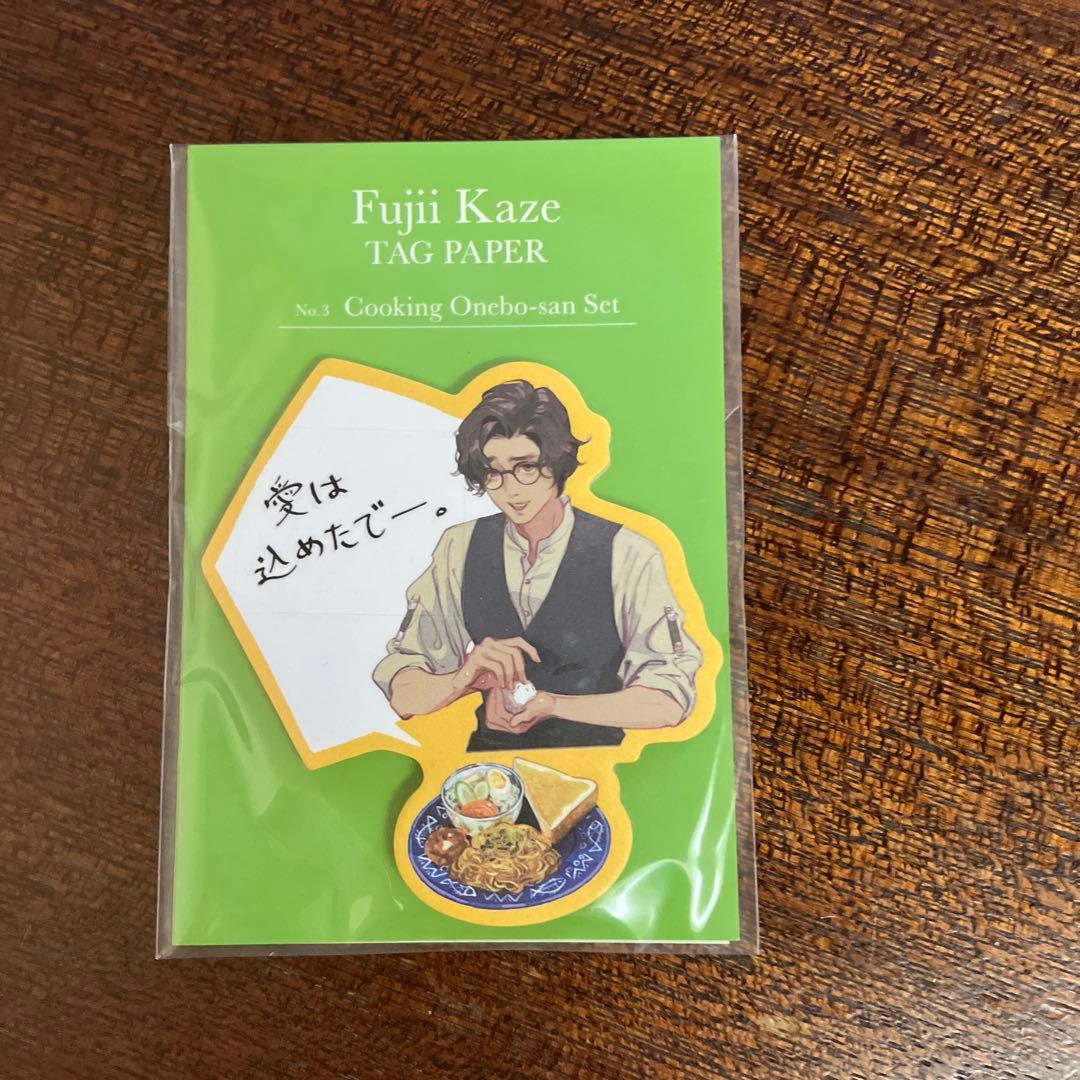 Fujii Kaze
TAG PAPER
No.3 Cooking Onebo-san Set
愛は
込めたでー。